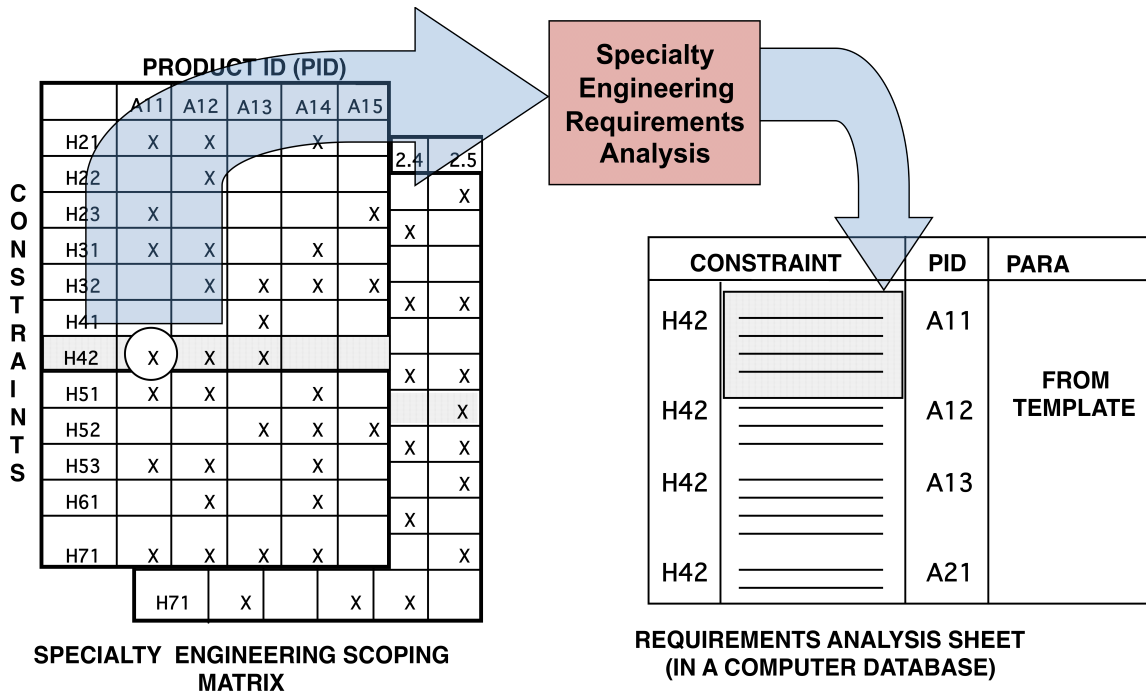 PRODUCT ID (PID)
A11 A12 A13 A14 A15
H21 X X X
H22 X
H23 X X
H31 X X X
H32 X X X X
H41 X
H42 X X X
H51 X X X
H52 X X X
H53 X X X
H61 X X
H71 X X X X
CONSTRAINTS
2.4 2.5
X
X
X X
X X
X
X X
X
X
X
H71 X X X
SPECIALTY ENGINEERING SCOPING
MATRIX
Specialty
Engineering
Requirements
Analysis
CONSTRAINT PID PARA
H42 A11
H42 A12
H42 A13
H42 A21
FROM
TEMPLATE
REQUIREMENTS ANALYSIS SHEET
(IN A COMPUTER DATABASE)